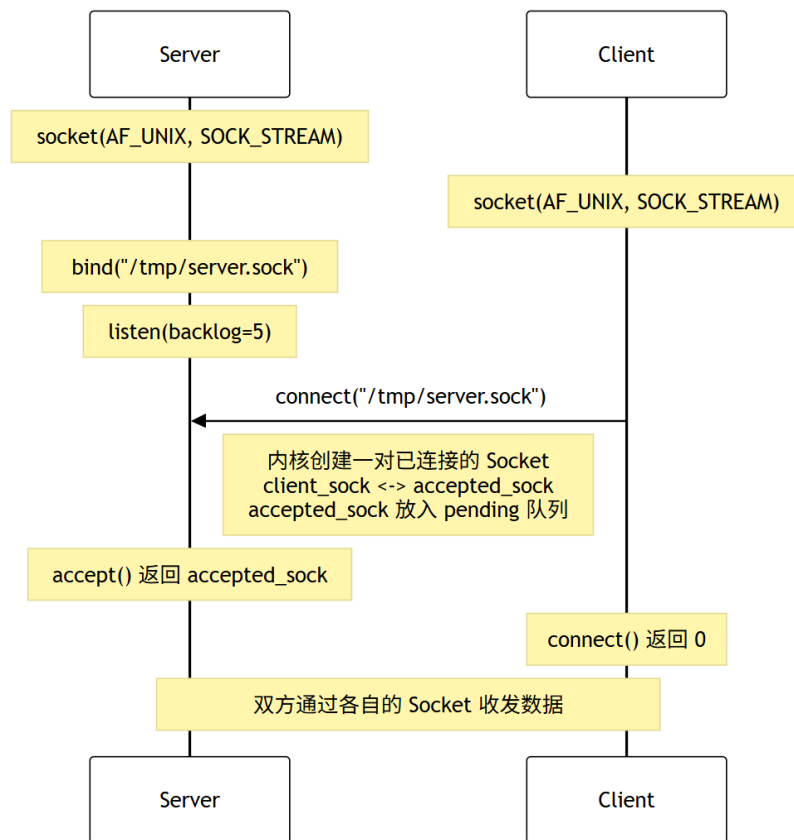 Server
Client
socket(AF_UNIX, SOCK_STREAM)
socket(AF_UNIX, SOCK_STREAM)
bind("/tmp/server.sock")
listen(backlog=5)
connect("/tmp/server.sock")
内核创建一对已连接的 Socket
client_sock <-> accepted_sock
accepted_sock 放入 pending 队列
accept() 返回 accepted_sock
connect() 返回 0
双方通过各自的 Socket 收发数据
Server
Client